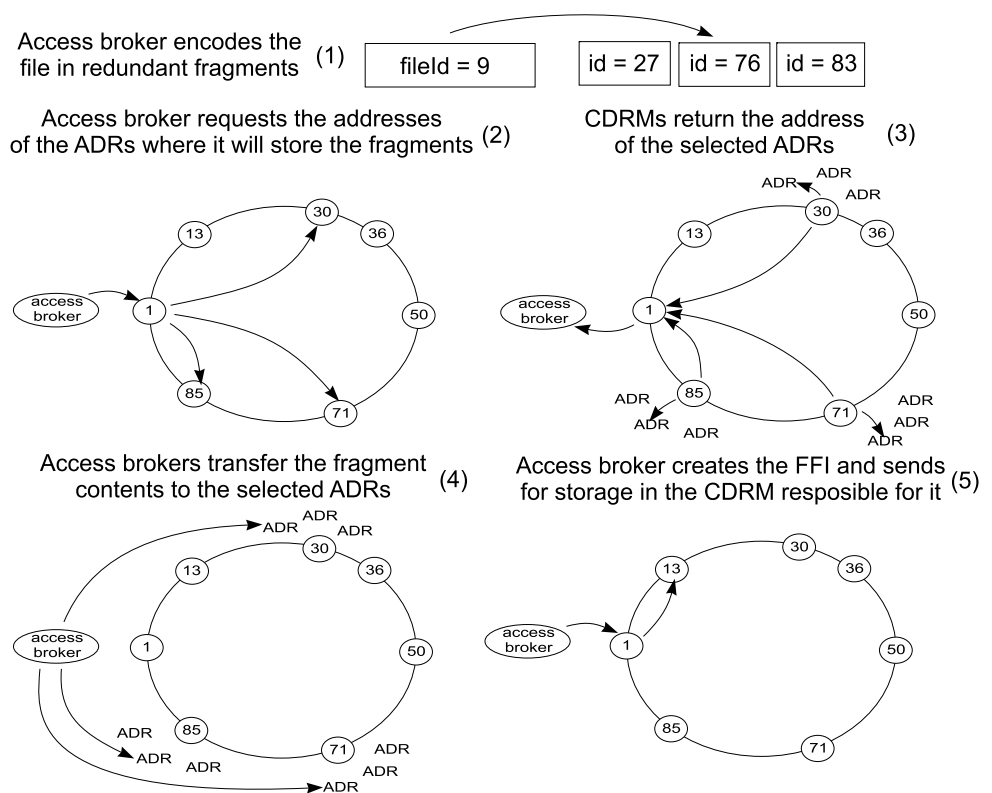 Access broker encodes the
file in redundant fragments
(1)
fileId = 9
id = 27
id = 76
id = 83
Access broker requests the addresses
of the ADRs where it will store the fragments
(2)
13
30
36
access
broker
1
50
85
71
CDRMs return the address
of the selected ADRs
(3)
ADR
ADR
ADR
30
13
36
access
broker
1
50
85
ADR
ADR
ADR
71
ADR
ADR
ADR
Access brokers transfer the fragment
contents to the selected ADRs
(4)
ADR
ADR
ADR
30
13
36
access
broker
1
50
85
71
ADR
ADR
ADR
ADR
ADR
ADR
Access broker creates the FFI and sends
for storage in the CDRM resposible for it
(5)
30
13
36
access
broker
1
50
85
71